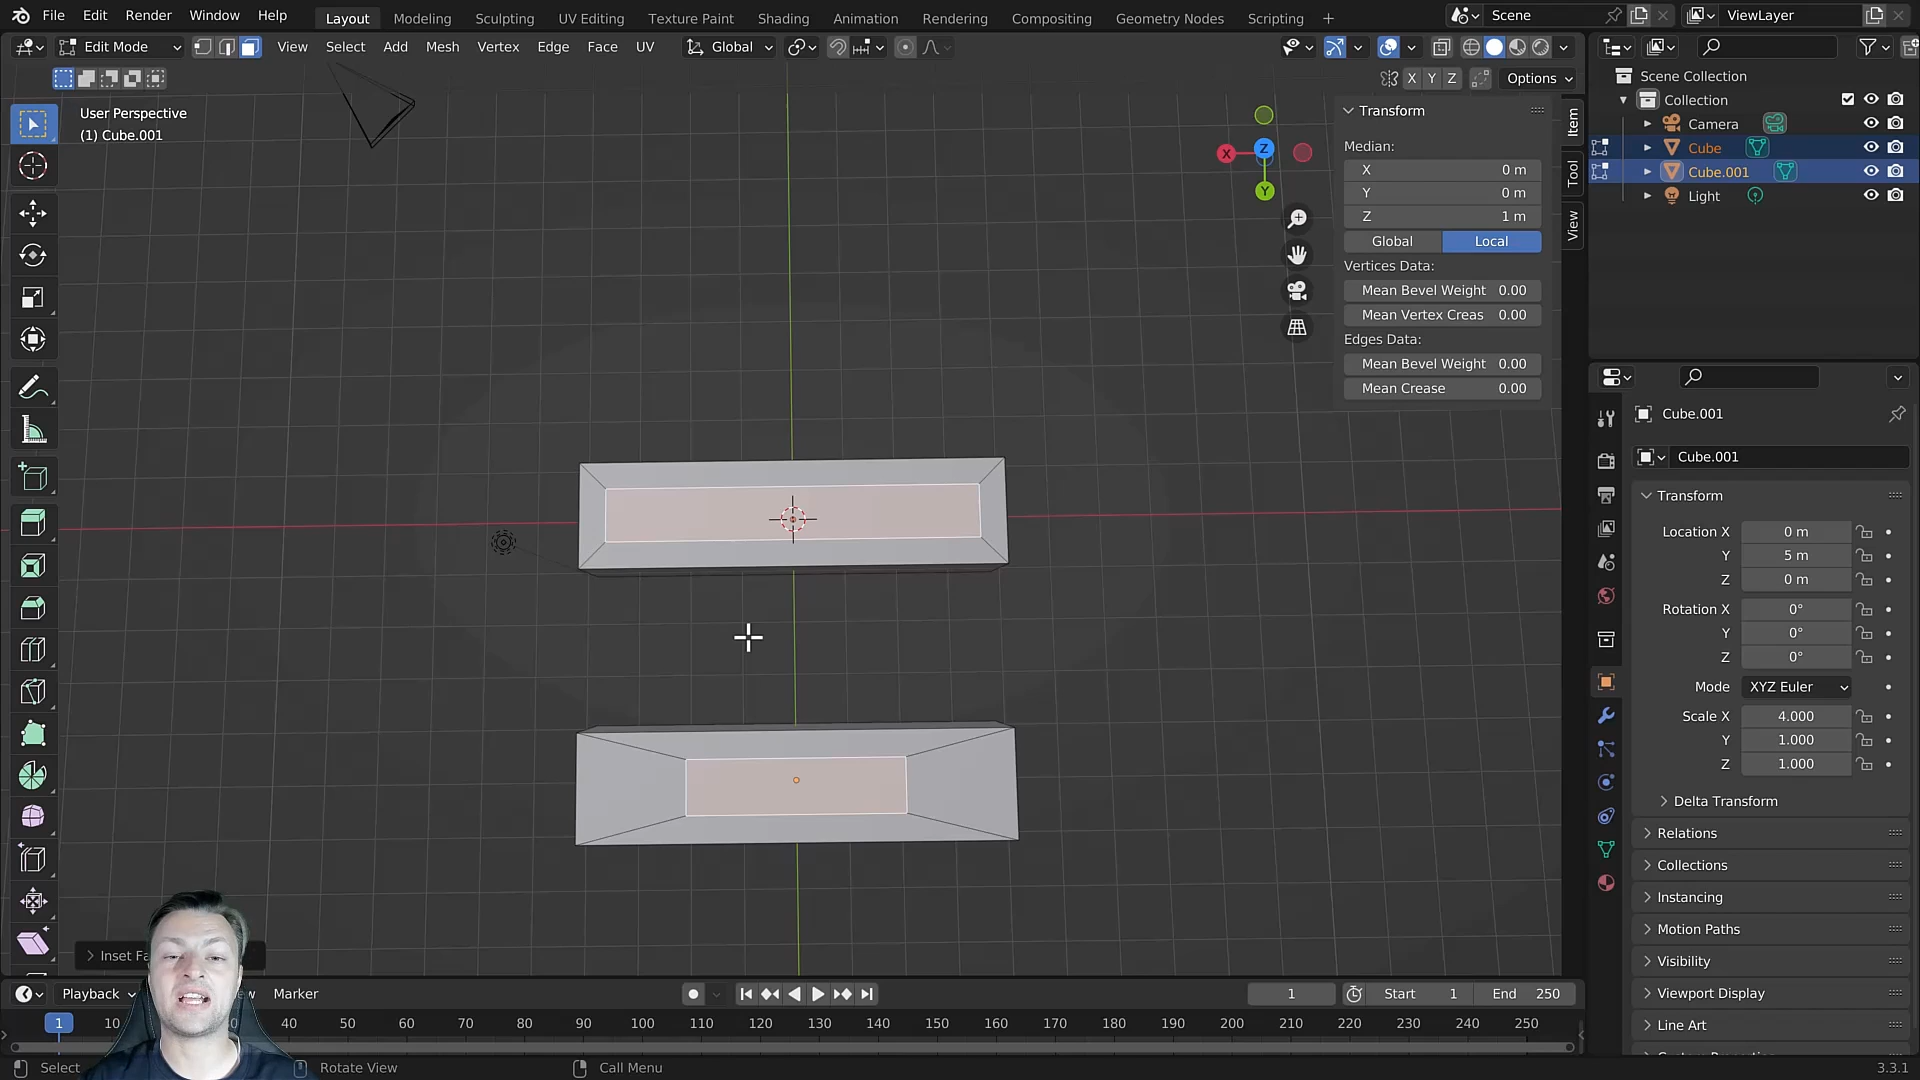 File Edit Render Window Help Layout Modeling Sculpting UV Editing Texture Paint Shading Animation Rendering Compositing Geometry Nodes Scripting + Scene ViewLayer
Edit Mode View Select Add Mesh Vertex Edge Face UV Global
X Y Z Options
User Perspective
(1) Cube.001
X Z Y
Transform
Median:
X 0 m
Y 0 m
Z 1 m
Global Local
Vertices Data:
Mean Bevel Weight 0.00
Mean Vertex Creas 0.00
Edges Data:
Mean Bevel Weight 0.00
Mean Crease 0.00
Item
Tool
View
Scene Collection
Collection
Camera
Cube
Cube.001
Light
Cube.001
Cube.001
Transform
Location X 0 m
Y 5 m
Z 0 m
Rotation X 0°
Y 0°
Z 0°
Mode XYZ Euler
Scale X 4.000
Y 1.000
Z 1.000
Delta Transform
Relations
Collections
Instancing
Motion Paths
Visibility
Viewport Display
Line Art
Inset Fa
Playback Marker 1 Start 1 End 250
1 10 40 50 60 70 80 90 100 110 120 130 140 150 160 170 180 190 200 210 220 230 240 250
Select Rotate View Call Menu 3.3.1